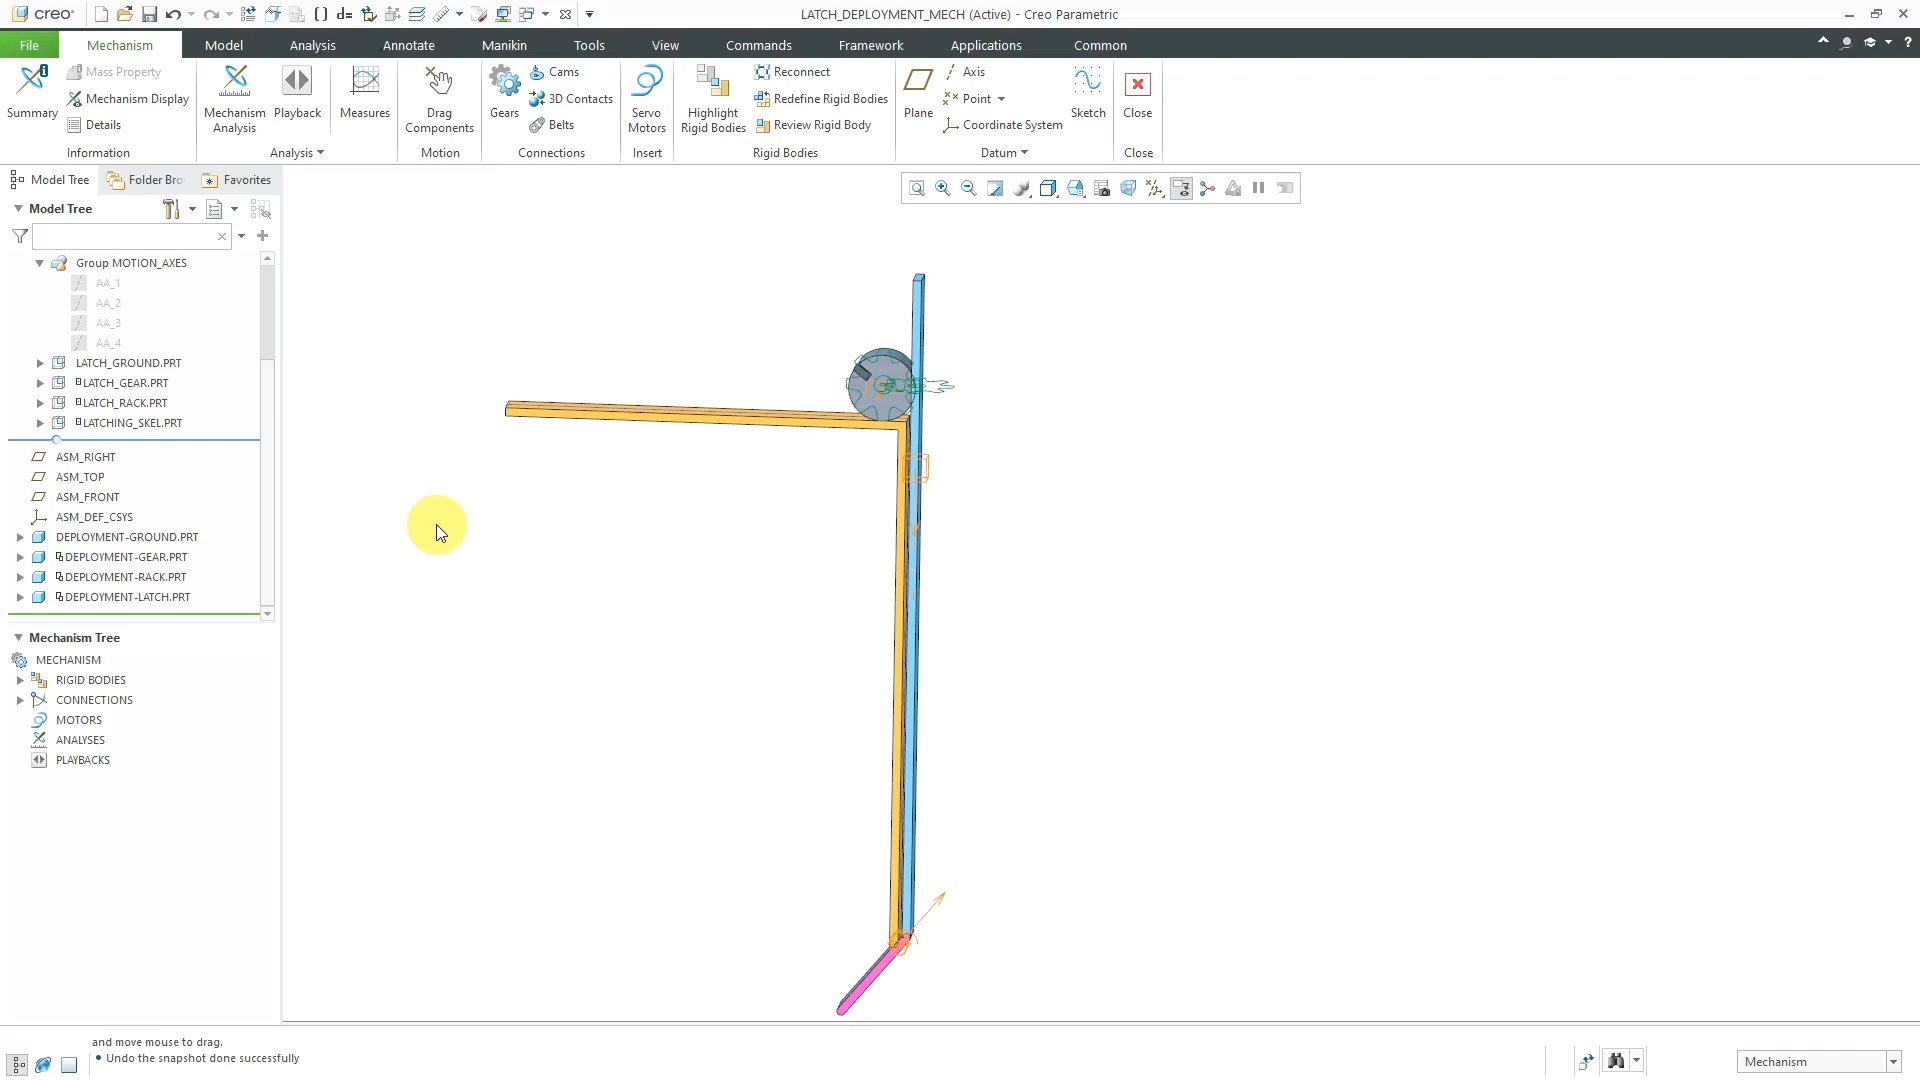 creo
d=
LATCH_DEPLOYMENT_MECH (Active) - Creo Parametric
File
Mechanism
Model
Analysis
Annotate
Manikin
Tools
View
Commands
Framework
Applications
Common
?
Summary
Mass Property
Mechanism Display
Details
Information
Mechanism
Analysis
Playback
Measures
Analysis
Drag
Components
Motion
Gears
Cams
3D Contacts
Belts
Connections
Servo
Motors
Insert
Highlight
Rigid Bodies
Reconnect
Redefine Rigid Bodies
Review Rigid Body
Rigid Bodies
Plane
Axis
Point
Coordinate System
Sketch
Datum
Close
Close
Model Tree
Folder Bro
Favorites
Model Tree
Group MOTION_AXES
AA_1
AA_2
AA_3
AA_4
LATCH_GROUND.PRT
LATCH_GEAR.PRT
LATCH_RACK.PRT
LATCHING_SKEL.PRT
ASM_RIGHT
ASM_TOP
ASM_FRONT
ASM_DEF_CSYS
DEPLOYMENT-GROUND.PRT
DEPLOYMENT-GEAR.PRT
DEPLOYMENT-RACK.PRT
DEPLOYMENT-LATCH.PRT
Mechanism Tree
MECHANISM
RIGID BODIES
CONNECTIONS
MOTORS
ANALYSES
PLAYBACKS
and move mouse to drag.
• Undo the snapshot done successfully
Mechanism